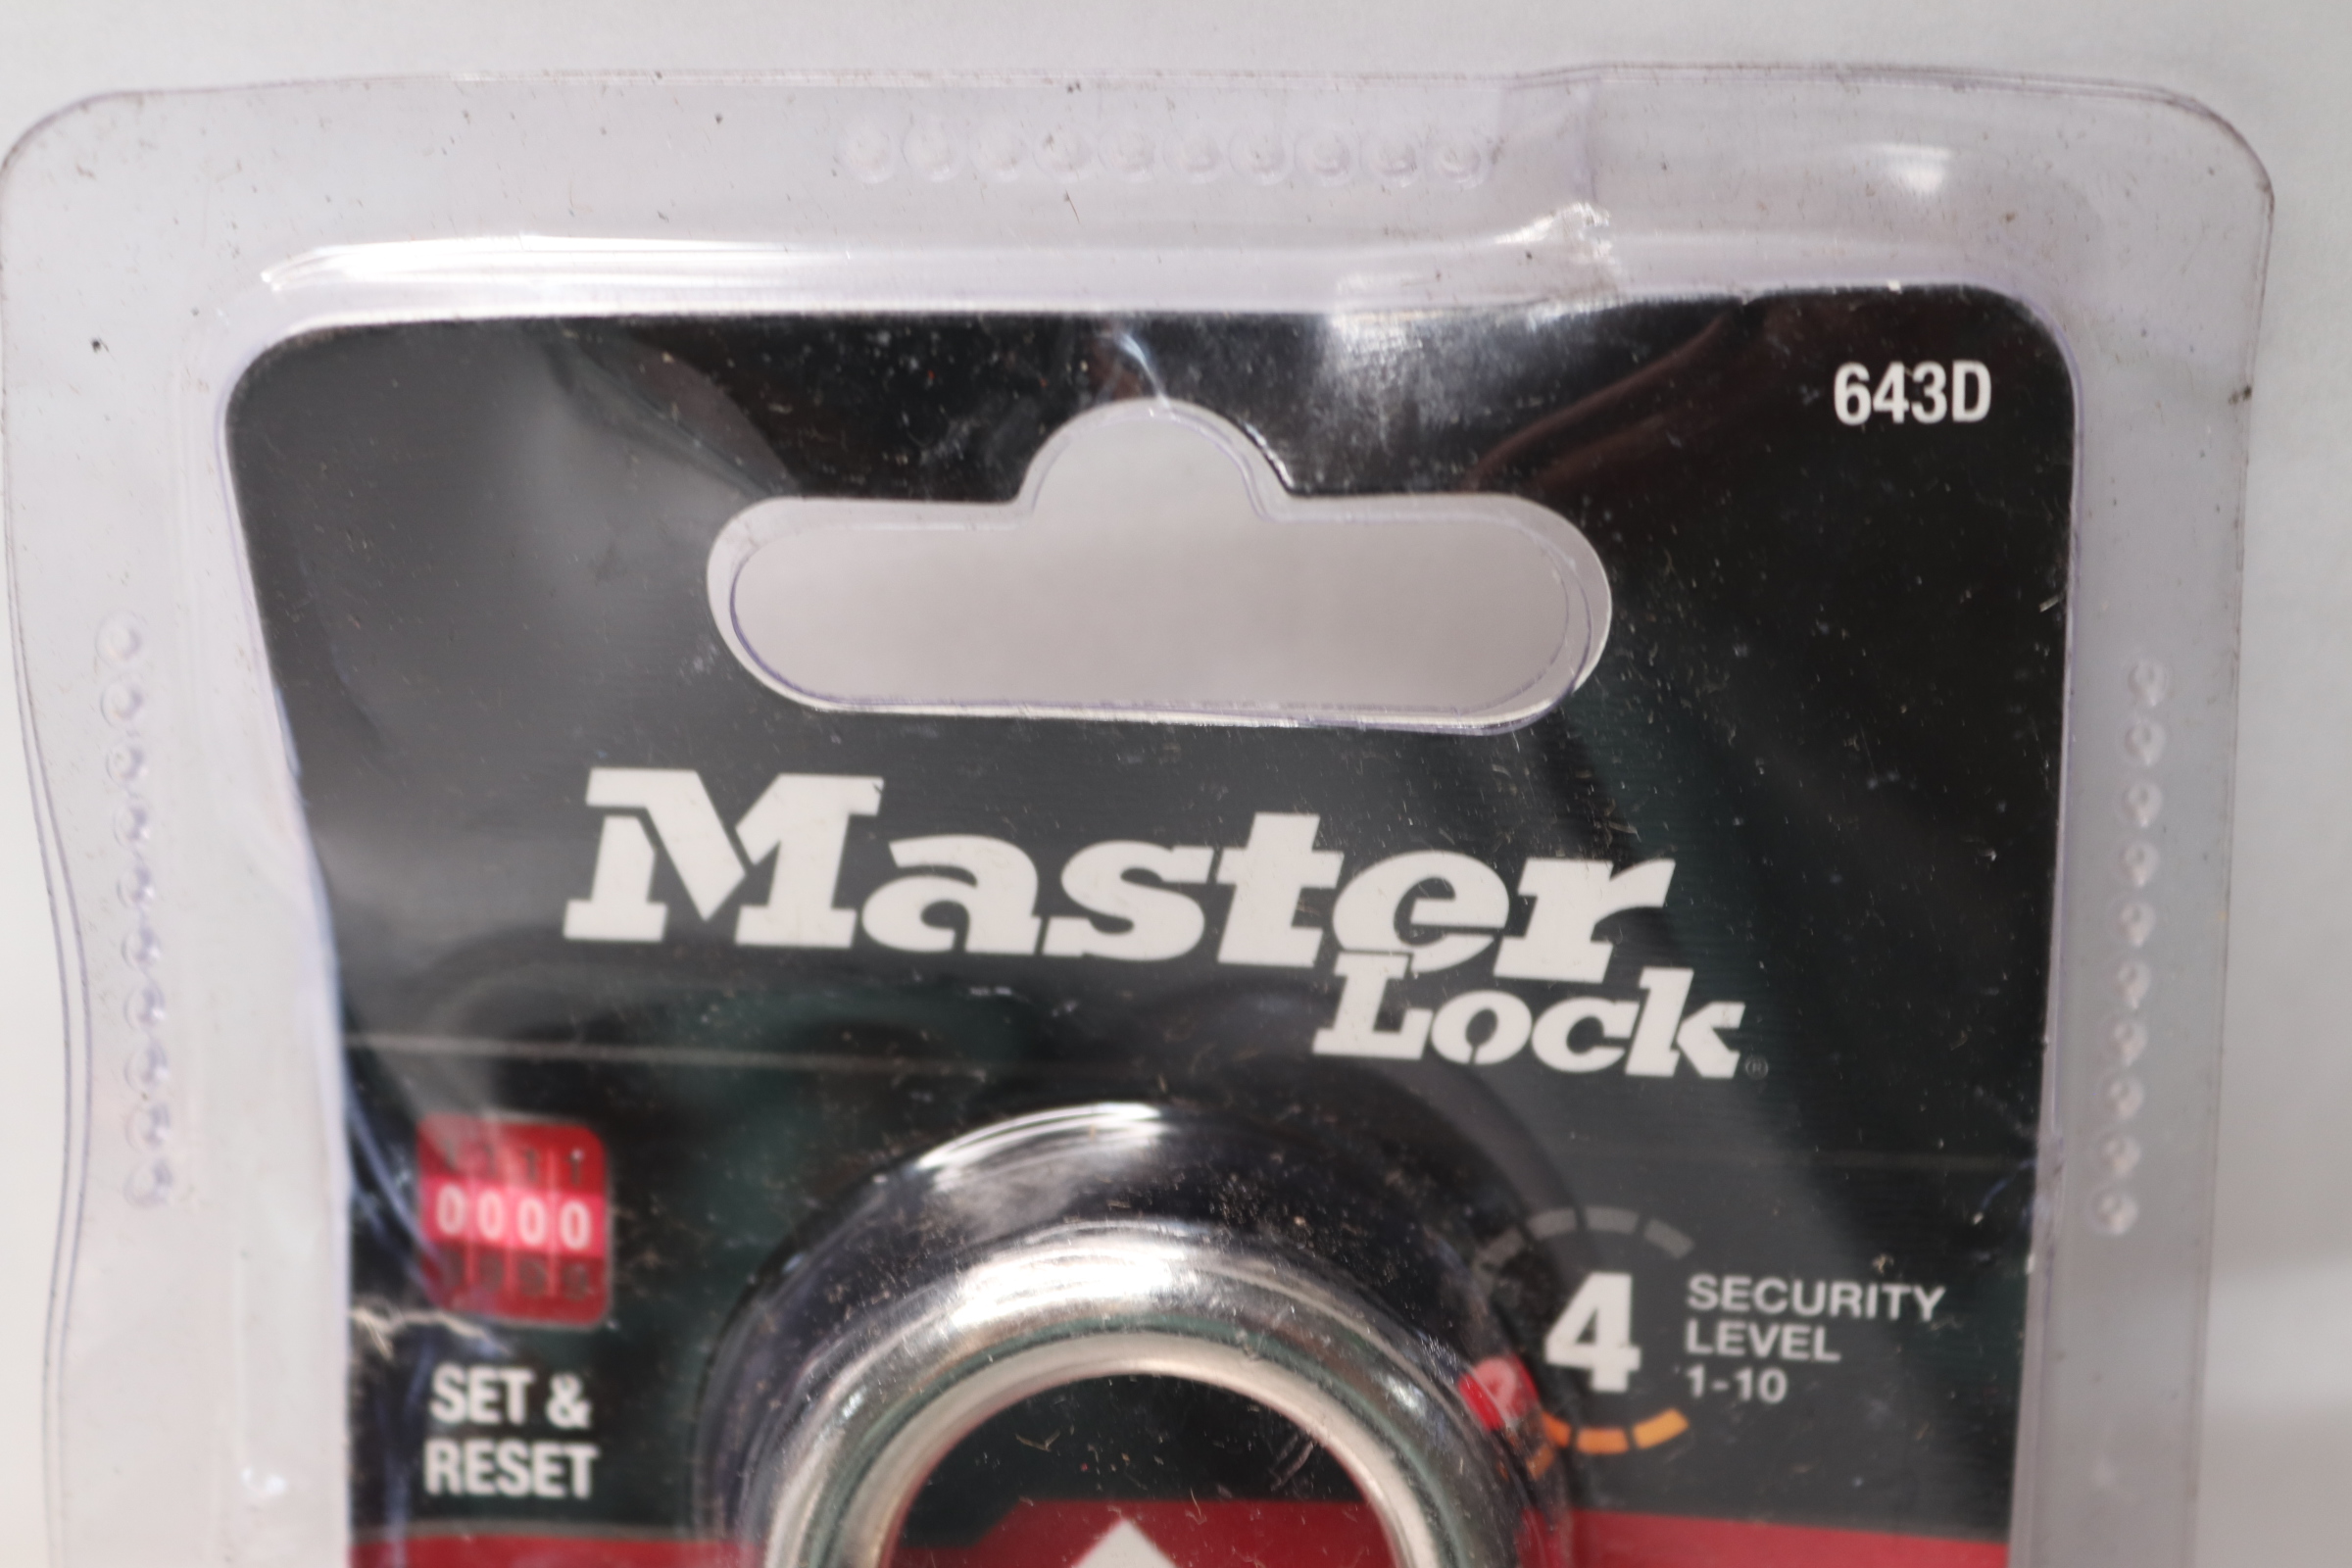 643D
Master
Lock®
0000
SET &
RESET
4
SECURITY
LEVEL
1-10